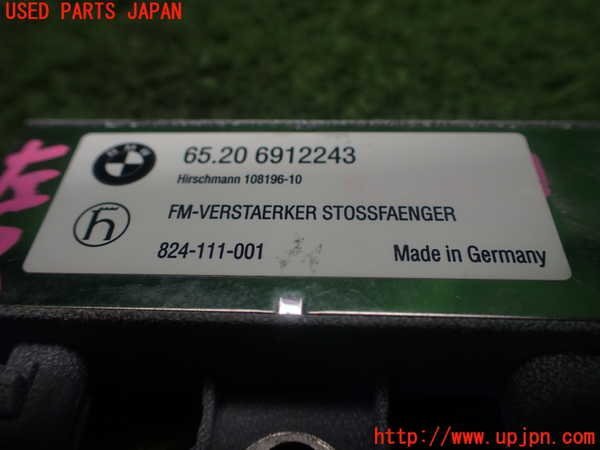 USED PARTS JAPAN
BMW
65.20 6912243
Hirschmann 108196-10
h
FM-VERSTAERKER STOSSFAENGER
824-111-001
Made in Germany
http://www.upjpn.com/